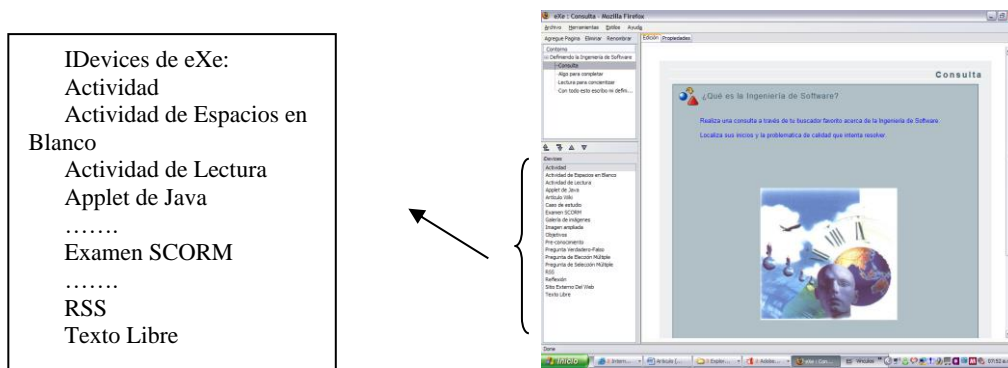 IDevices de eXe:
Actividad
Actividad de Espacios en
Blanco
Actividad de Lectura
Applet de Java
…….
Examen SCORM
…….
RSS
Texto Libre
eXe : Consulta - Mozilla Firefox
Archivo Herramientas Estilos Ayuda
Agregue Pagina Eliminar Renombrar
Edición Propiedades
Contorno
Definiendo la Ingeniería de Software
Consulta
Algo para completar
Lectura para concientizar
Con todo esto escribo mi defin...
iDevices
Actividad
Actividad de Espacios en Blanco
Actividad de Lectura
Applet de Java
Artículo Wiki
Caso de estudio
Examen SCORM
Galería de imágenes
Imagen ampliada
Objetivos
Pre-conocimiento
Pregunta Verdadero-Falso
Pregunta de Elección Múltiple
Pregunta de Selección Múltiple
RSS
Reflexión
Sitio Externo Del Web
Texto Libre
Consulta
¿Qué es la Ingeniería de Software?
Realiza una consulta a través de tu buscador favorito acerca de la Ingeniería de Software.
Localiza sus inicios y la problematica de calidad que intenta resolver.
Done
Inicio